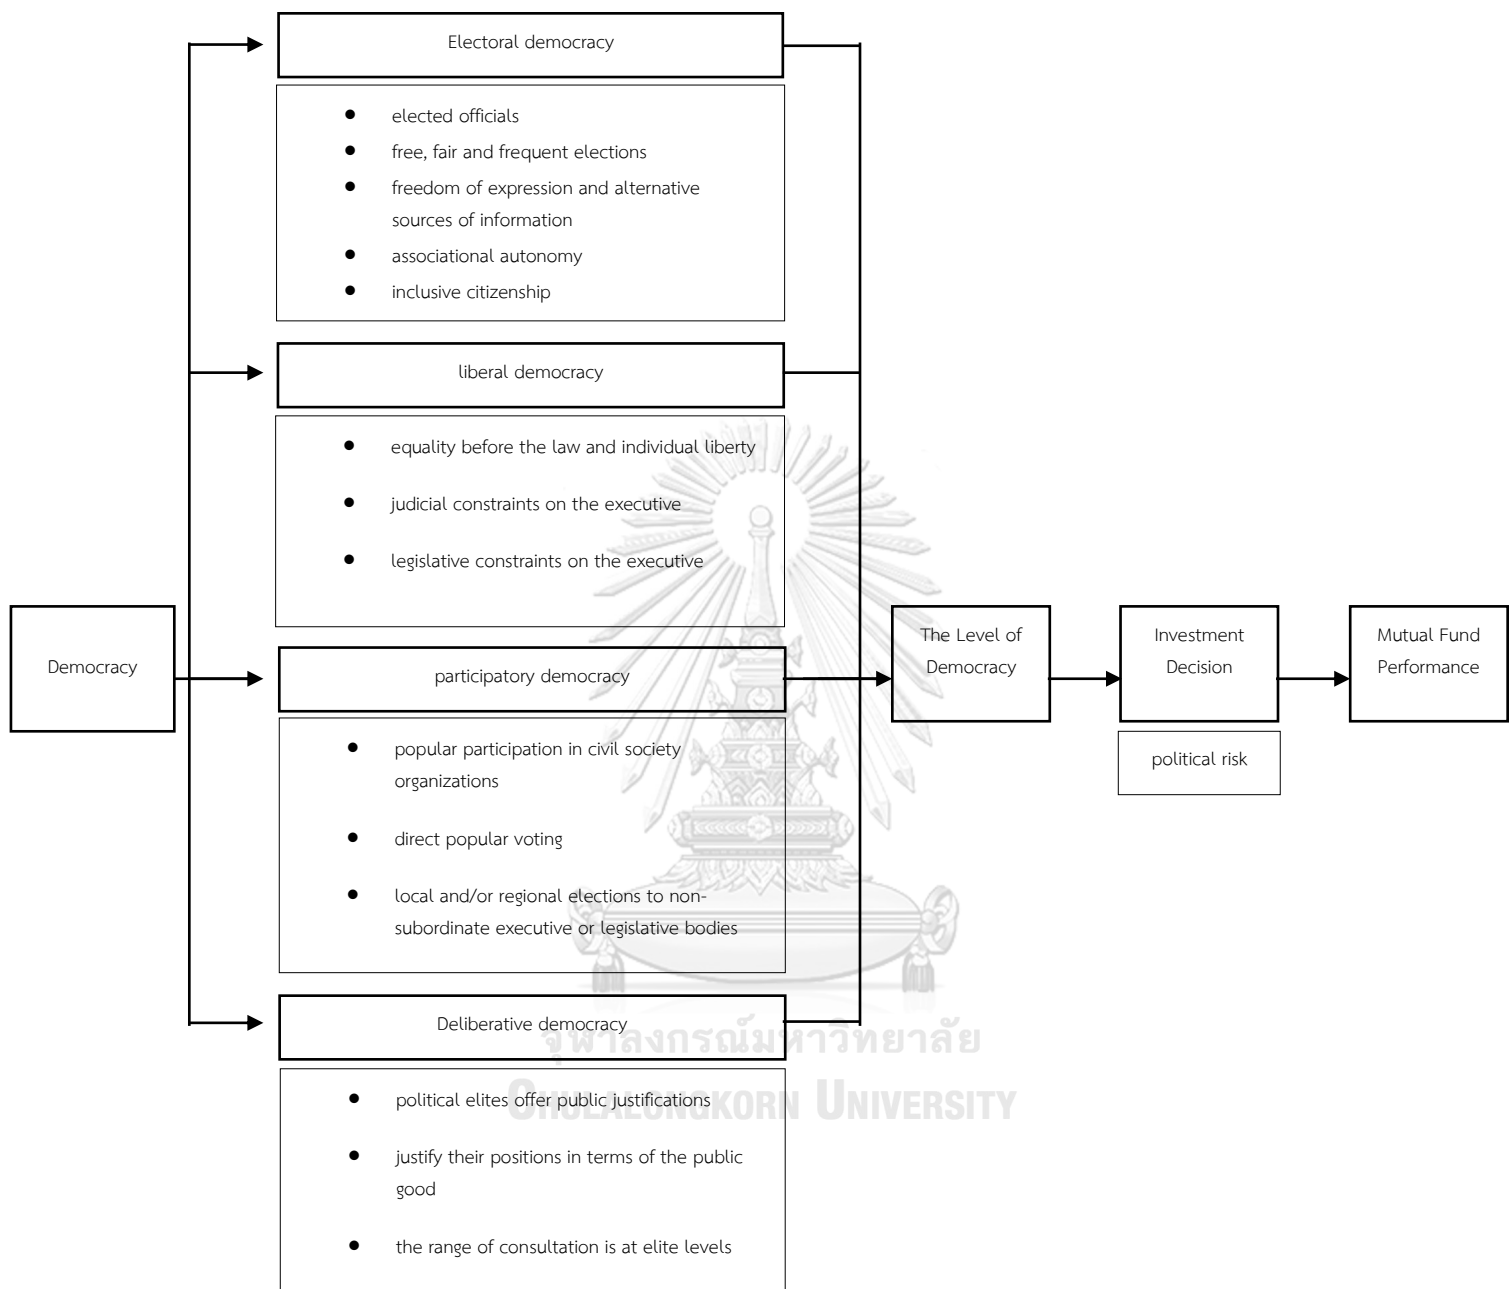 Electoral democracy
elected officials
free, fair and frequent elections
freedom of expression and alternative
sources of information
associational autonomy
inclusive citizenship
liberal democracy
equality before the law and individual liberty
judicial constraints on the executive
legislative constraints on the executive
Democracy
participatory democracy
popular participation in civil society
organizations
direct popular voting
local and/or regional elections to non-
subordinate executive or legislative bodies
Deliberative democracy
political elites offer public justifications
justify their positions in terms of the public
good
the range of consultation is at elite levels
The Level of
Democracy
Investment
Decision
political risk
Mutual Fund
Performance
จุฬาลงกรณ์มหาวิทยาลัย
CHULALONGKORN UNIVERSITY